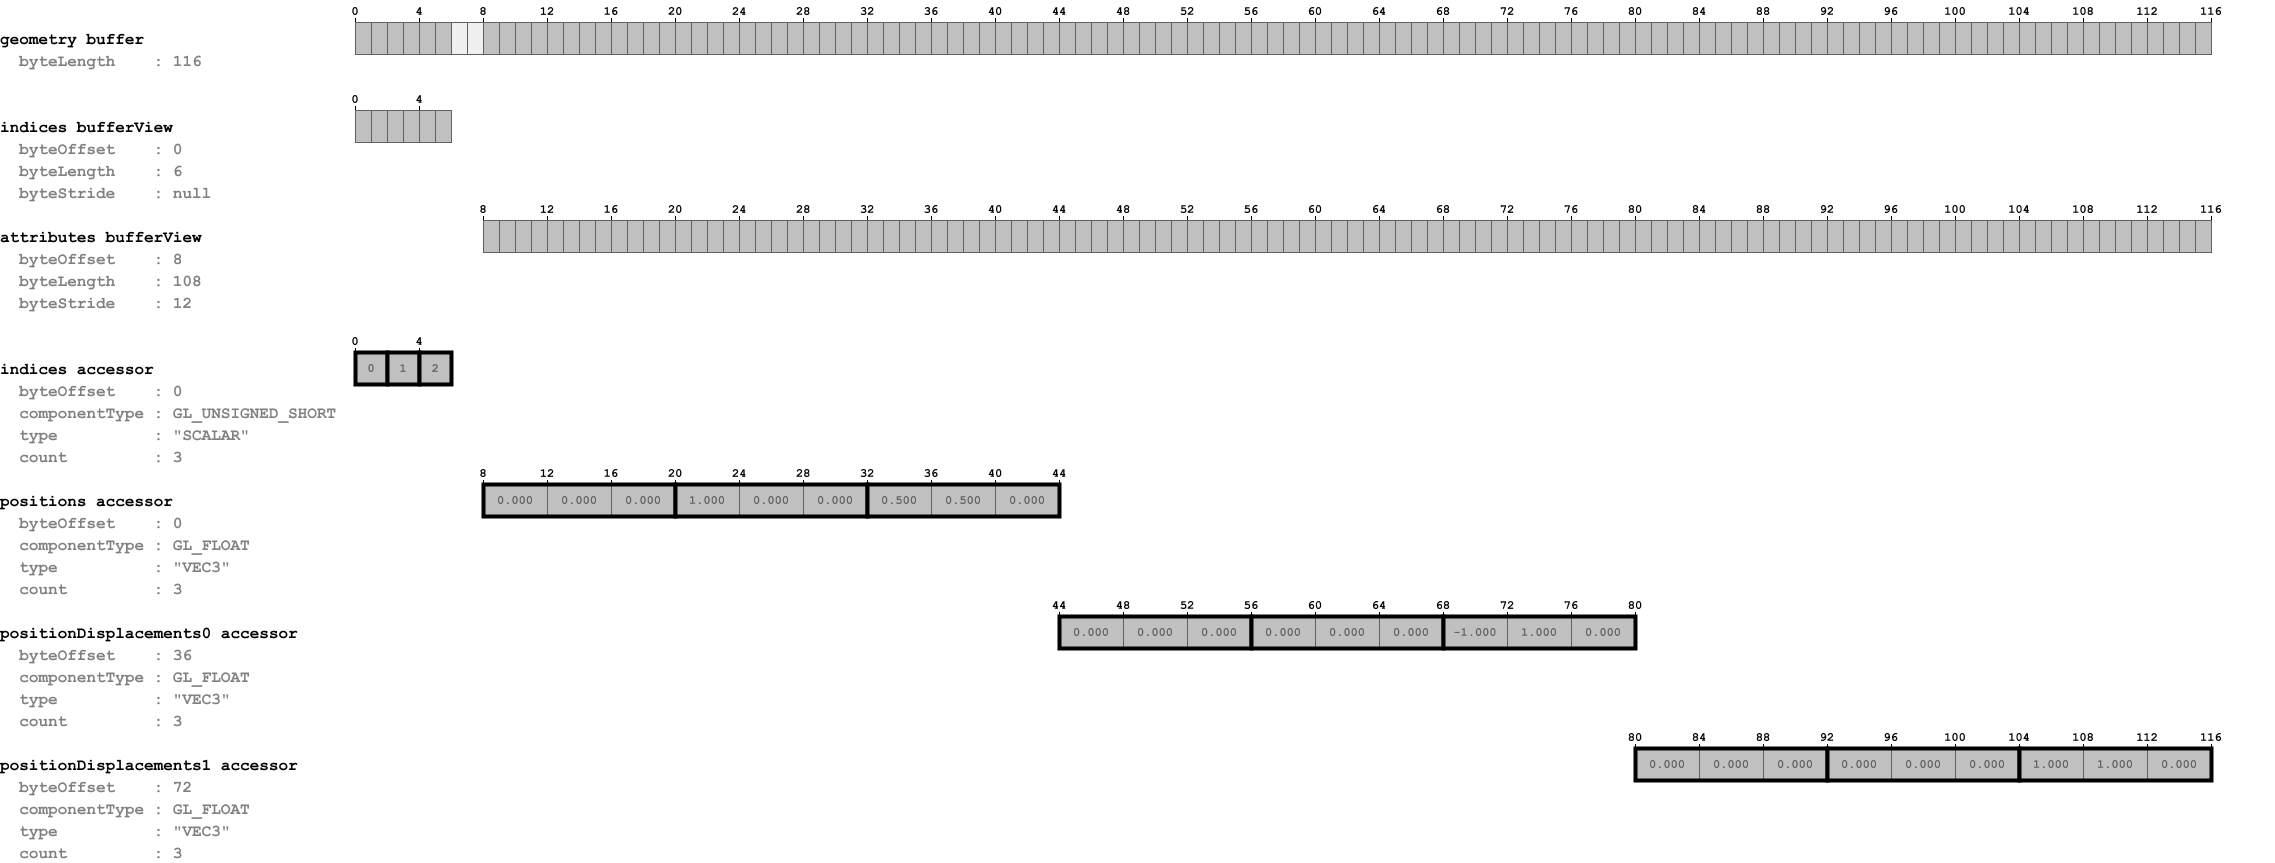 0 4 8 12 16 20 24 28 32 36 40 44 48 52 56 60 64 68 72 76 80 84 88 92 96 100 104 108 112 116
geometry buffer
byteLength : 116
0 4
indices bufferView
byteOffset : 0
byteLength : 6
byteStride : null
8 12 16 20 24 28 32 36 40 44 48 52 56 60 64 68 72 76 80 84 88 92 96 100 104 108 112 116
attributes bufferView
byteOffset : 8
byteLength : 108
byteStride : 12
0 4
indices accessor 0 1 2
byteOffset : 0
componentType : GL_UNSIGNED_SHORT
type : "SCALAR"
count : 3
8 12 16 20 24 28 32 36 40 44
positions accessor 0.000 0.000 0.000 1.000 0.000 0.000 0.500 0.500 0.000
byteOffset : 0
componentType : GL_FLOAT
type : "VEC3"
count : 3
44 48 52 56 60 64 68 72 76 80
positionDisplacements0 accessor 0.000 0.000 0.000 0.000 0.000 0.000 -1.000 1.000 0.000
byteOffset : 36
componentType : GL_FLOAT
type : "VEC3"
count : 3
80 84 88 92 96 100 104 108 112 116
positionDisplacements1 accessor 0.000 0.000 0.000 0.000 0.000 0.000 1.000 1.000 0.000
byteOffset : 72
componentType : GL_FLOAT
type : "VEC3"
count : 3